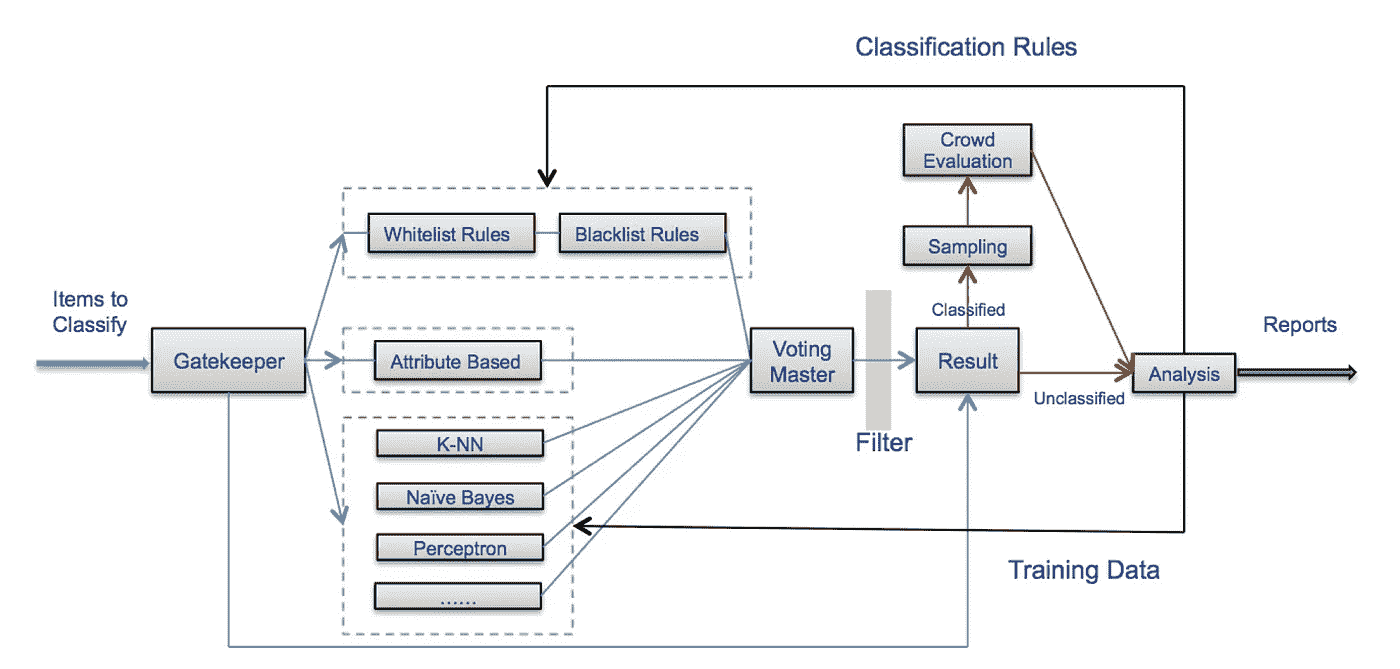 Classification Rules
Crowd
Evaluation
Whitelist Rules
Blacklist Rules
Sampling
Items to
Classify
Classified
Reports
Gatekeeper
Attribute Based
Voting
Master
Result
Analysis
Unclassified
Filter
K-NN
Naïve Bayes
Perceptron
Training Data
......